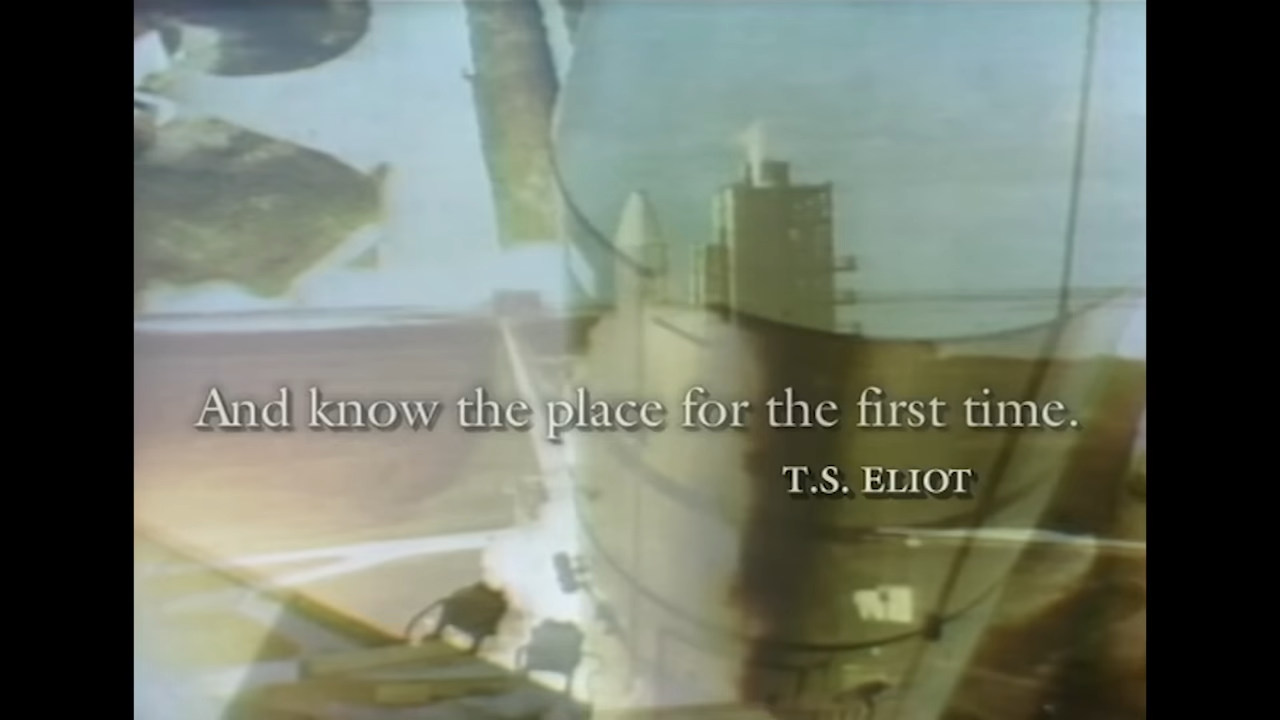 And know the place for the first time.
T.S. ELIOT